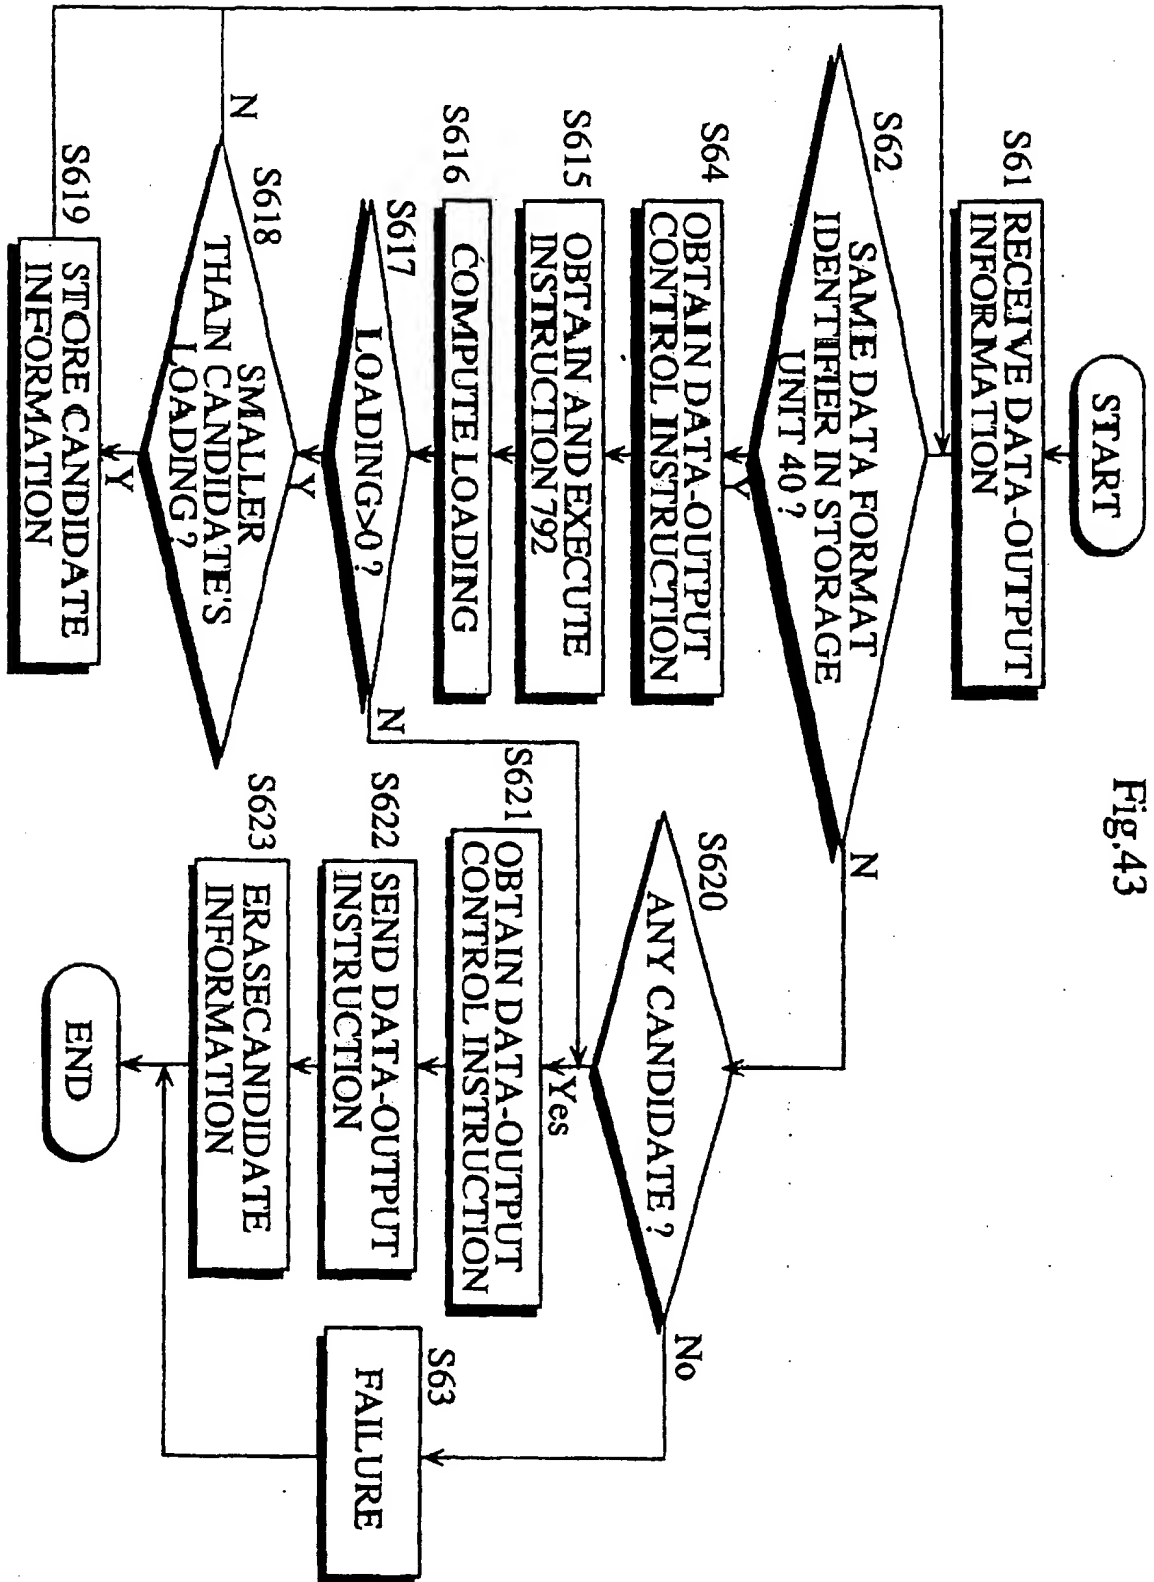 Fig.43
START
S61
RECEIVE DATA-OUTPUT
INFORMATION
S62
SAME DATA FORMAT
IDENTIFIER IN STORAGE
UNIT 40 ?
N
Y
S64
OBTAIN DATA-OUTPUT
CONTROL INSTRUCTION
S615
OBTAIN AND EXECUTE
INSTRUCTION 792
S616
COMPUTE LOADING
S617
LOADING>0 ?
N
Y
S618
SMALLER
THAN CANDIDATE'S
LOADING ?
N
Y
S619
STORE CANDIDATE
INFORMATION
S620
ANY CANDIDATE ?
No
Yes
S621
OBTAIN DATA-OUTPUT
CONTROL INSTRUCTION
S622
SEND DATA-OUTPUT
INSTRUCTION
S623
ERASECANDIDATE
INFORMATION
S63
FAILURE
END